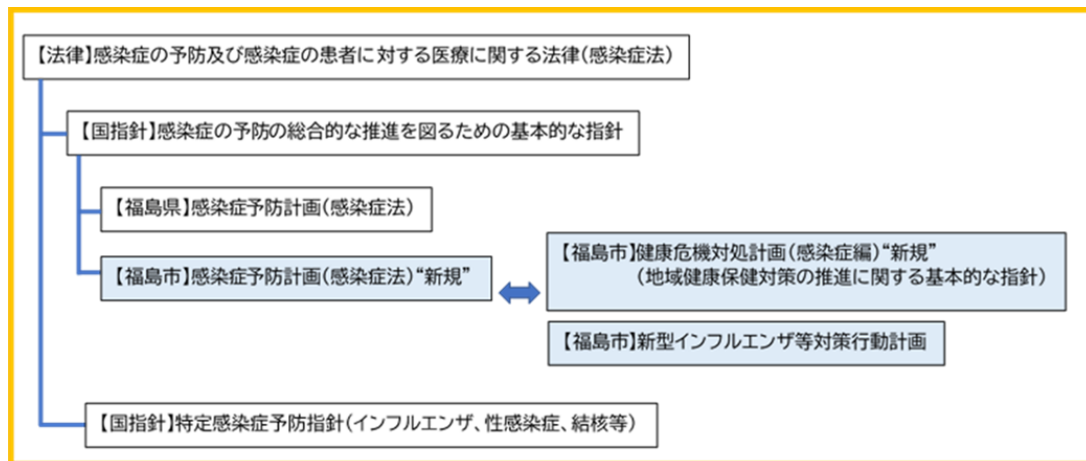 【法律】感染症の予防及び感染症の患者に対する医療に関する法律(感染症法)
【国指針】感染症の予防の総合的な推進を図るための基本的な指針
【福島県】感染症予防計画(感染症法)
【福島市】感染症予防計画(感染症法)“新規”
【福島市】健康危機対処計画(感染症編)“新規”
(地域健康保健対策の推進に関する基本的な指針)
【福島市】新型インフルエンザ等対策行動計画
【国指針】特定感染症予防指針(インフルエンザ、性感染症、結核等)